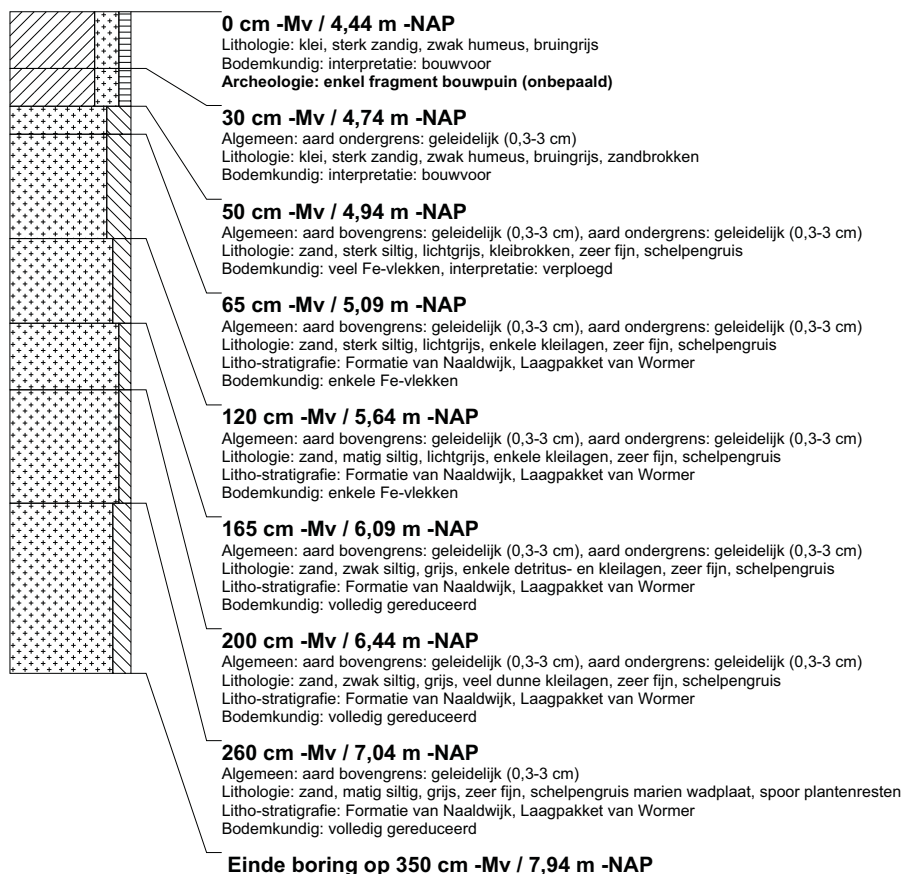 0 cm -Mv / 4,44 m -NAP
Lithologie: klei, sterk zandig, zwak humeus, bruingrijs
Bodemkundig: interpretatie: bouwvoor
Archeologie: enkel fragment bouwpuin (onbepaald)
30 cm -Mv / 4,74 m -NAP
Algemeen: aard ondergrens: geleidelijk (0,3-3 cm)
Lithologie: klei, sterk zandig, zwak humeus, bruingrijs, zandbrokken
Bodemkundig: interpretatie: bouwvoor
50 cm -Mv / 4,94 m -NAP
Algemeen: aard bovengrens: geleidelijk (0,3-3 cm), aard ondergrens: geleidelijk (0,3-3 cm)
Lithologie: zand, sterk siltig, lichtgrijs, kleibrokken, zeer fijn, schelpengruis
Bodemkundig: veel Fe-vlekken, interpretatie: verploegd
65 cm -Mv / 5,09 m -NAP
Algemeen: aard bovengrens: geleidelijk (0,3-3 cm), aard ondergrens: geleidelijk (0,3-3 cm)
Lithologie: zand, sterk siltig, lichtgrijs, enkele kleilagen, zeer fijn, schelpengruis
Litho-stratigrafie: Formatie van Naaldwijk, Laagpakket van Wormer
Bodemkundig: enkele Fe-vlekken
120 cm -Mv / 5,64 m -NAP
Algemeen: aard bovengrens: geleidelijk (0,3-3 cm), aard ondergrens: geleidelijk (0,3-3 cm)
Lithologie: zand, matig siltig, lichtgrijs, enkele kleilagen, zeer fijn, schelpengruis
Litho-stratigrafie: Formatie van Naaldwijk, Laagpakket van Wormer
Bodemkundig: enkele Fe-vlekken
165 cm -Mv / 6,09 m -NAP
Algemeen: aard bovengrens: geleidelijk (0,3-3 cm), aard ondergrens: geleidelijk (0,3-3 cm)
Lithologie: zand, zwak siltig, grijs, enkele detritus- en kleilagen, zeer fijn, schelpengruis
Litho-stratigrafie: Formatie van Naaldwijk, Laagpakket van Wormer
Bodemkundig: volledig gereduceerd
200 cm -Mv / 6,44 m -NAP
Algemeen: aard bovengrens: geleidelijk (0,3-3 cm), aard ondergrens: geleidelijk (0,3-3 cm)
Lithologie: zand, zwak siltig, grijs, veel dunne kleilagen, zeer fijn, schelpengruis
Litho-stratigrafie: Formatie van Naaldwijk, Laagpakket van Wormer
Bodemkundig: volledig gereduceerd
260 cm -Mv / 7,04 m -NAP
Algemeen: aard bovengrens: geleidelijk (0,3-3 cm)
Lithologie: zand, matig siltig, grijs, zeer fijn, schelpengruis marien wadplaat, spoor plantenresten
Litho-stratigrafie: Formatie van Naaldwijk, Laagpakket van Wormer
Bodemkundig: volledig gereduceerd
Einde boring op 350 cm -Mv / 7,94 m -NAP